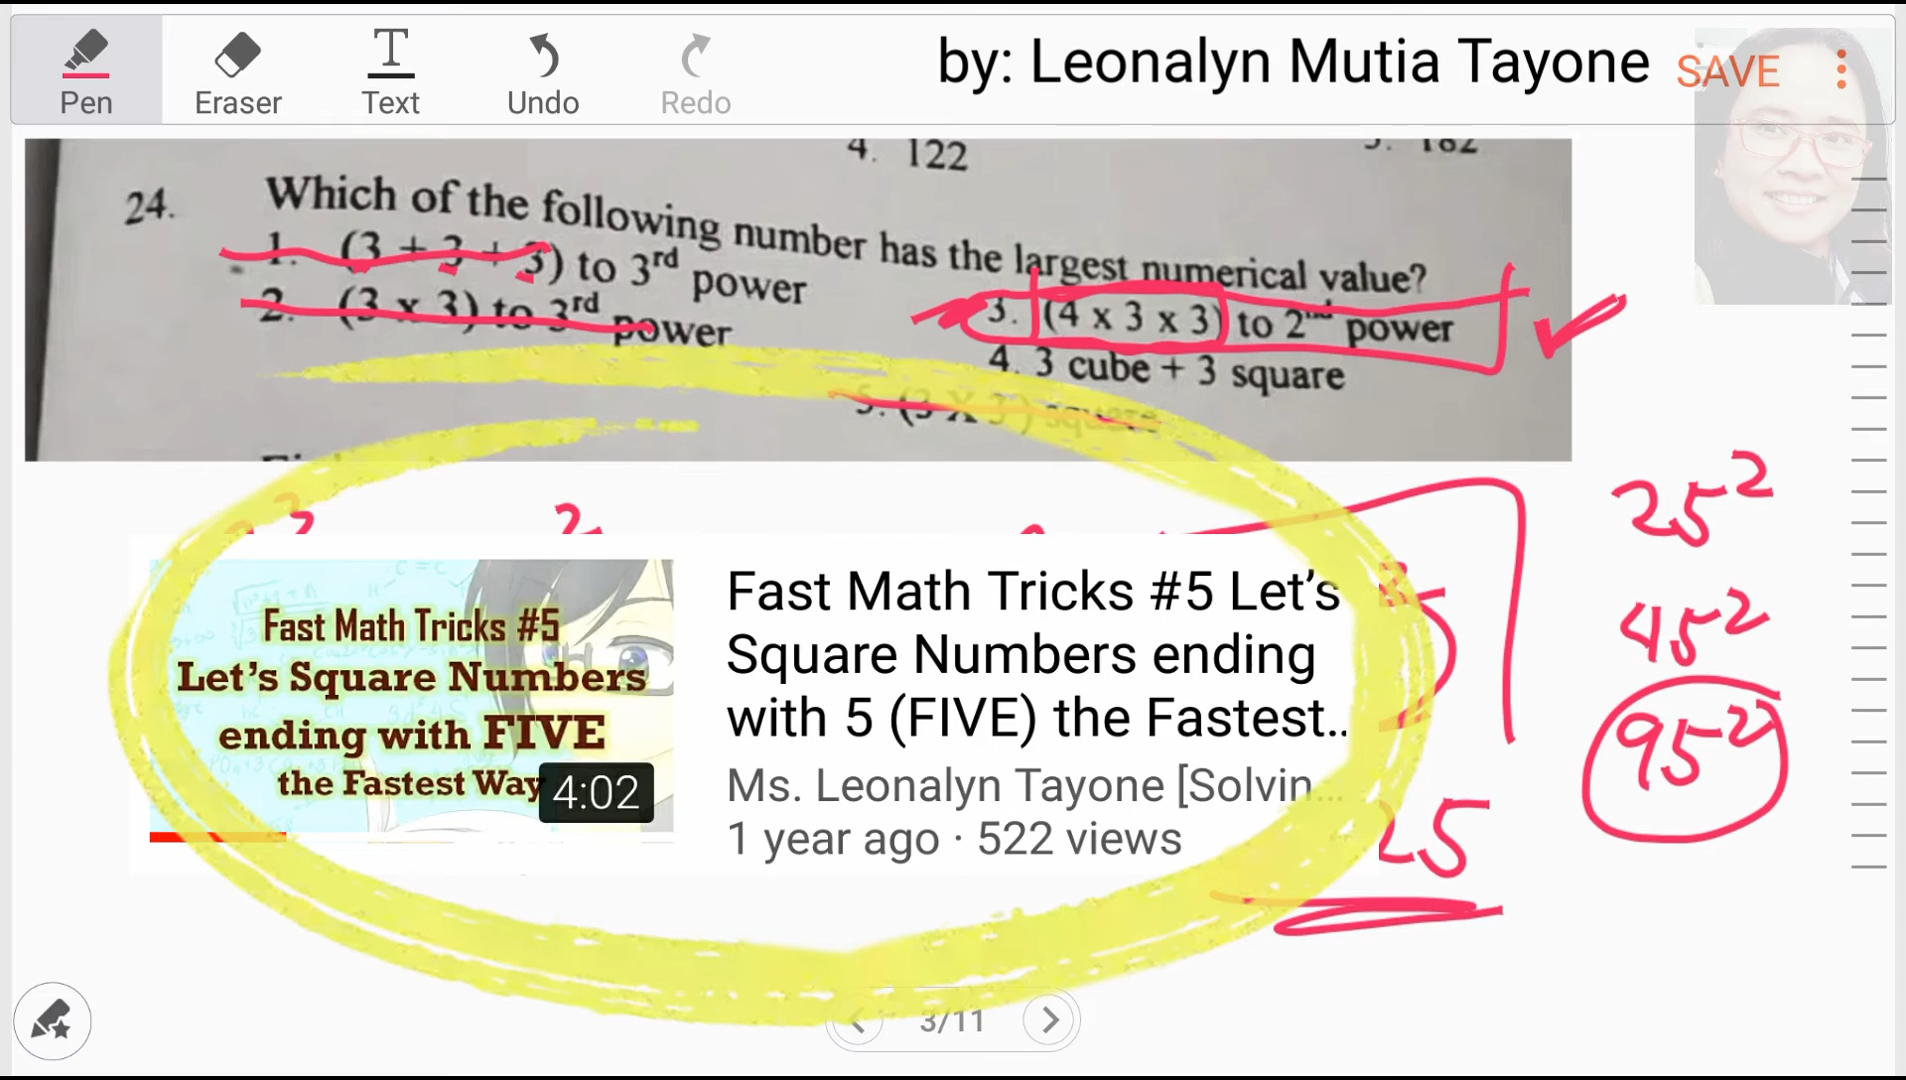 by: Leonalyn Mutia Tayone
SAVE
Pen
Eraser
Text
Undo
Redo
4. 122
24. Which of the following number has the largest numerical value?
1. (3 + 3 + 3) to 3rd power
2. (3 x 3) to 3rd power
3. (4 x 3 x 3) to 2nd power
4. 3 cube + 3 square
5. (3 X 3) square
25²
45²
95²
25
Fast Math Tricks #5
Let's Square Numbers
ending with FIVE
the Fastest Way
4:02
Fast Math Tricks #5 Let's
Square Numbers ending
with 5 (FIVE) the Fastest..
Ms. Leonalyn Tayone [Solvin...
1 year ago · 522 views
3/11